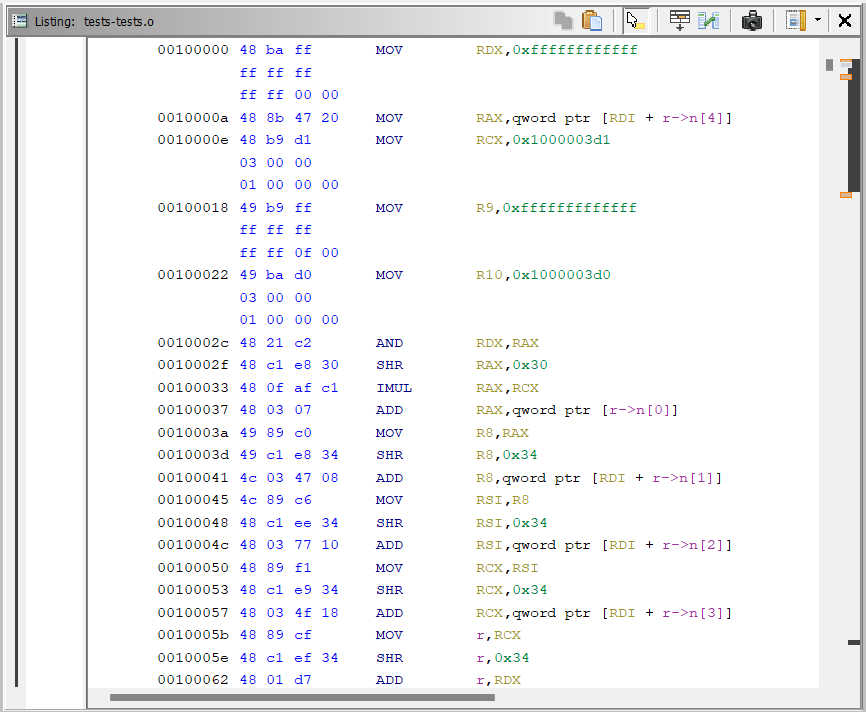 Listing: tests-tests.o
00100000 48 ba ff MOV RDX,0xffffffffffff
ff ff ff
ff ff 00 00
0010000a 48 8b 47 20 MOV RAX,qword ptr [RDI + r->n[4]]
0010000e 48 b9 d1 MOV RCX,0x1000003d1
03 00 00
01 00 00 00
00100018 49 b9 ff MOV R9,0xfffffffffffff
ff ff ff
ff ff 0f 00
00100022 49 ba d0 MOV R10,0x1000003d0
03 00 00
01 00 00 00
0010002c 48 21 c2 AND RDX,RAX
0010002f 48 c1 e8 30 SHR RAX,0x30
00100033 48 0f af c1 IMUL RAX,RCX
00100037 48 03 07 ADD RAX,qword ptr [r->n[0]]
0010003a 49 89 c0 MOV R8,RAX
0010003d 49 c1 e8 34 SHR R8,0x34
00100041 4c 03 47 08 ADD R8,qword ptr [RDI + r->n[1]]
00100045 4c 89 c6 MOV RSI,R8
00100048 48 c1 ee 34 SHR RSI,0x34
0010004c 48 03 77 10 ADD RSI,qword ptr [RDI + r->n[2]]
00100050 48 89 f1 MOV RCX,RSI
00100053 48 c1 e9 34 SHR RCX,0x34
00100057 48 03 4f 18 ADD RCX,qword ptr [RDI + r->n[3]]
0010005b 48 89 cf MOV r,RCX
0010005e 48 c1 ef 34 SHR r,0x34
00100062 48 01 d7 ADD r,RDX